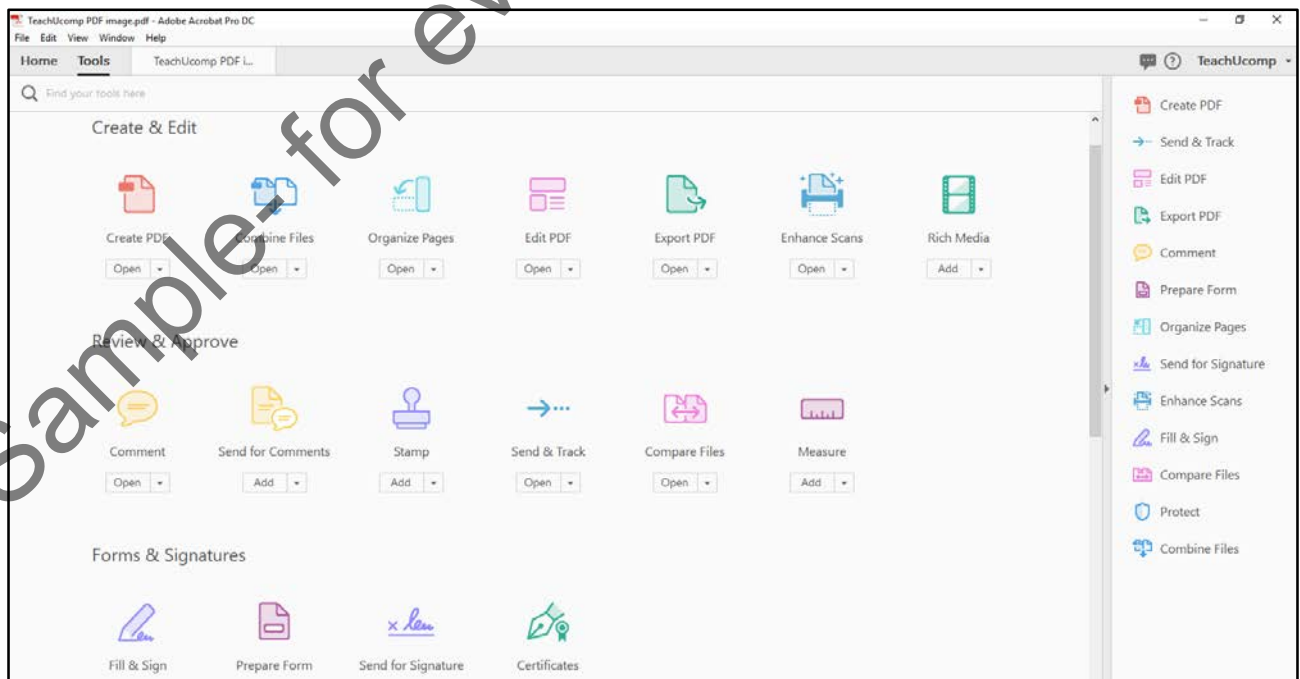 TeachUcomp PDF image.pdf - Adobe Acrobat Pro DC
File Edit View Window Help
Home Tools TeachUcomp PDF i... TeachUcomp
Find your tools here
Create & Edit
Create PDF Combine Files Organize Pages Edit PDF Export PDF Enhance Scans Rich Media
Open Open Open Open Open Open Add
Review & Approve
Comment Send for Comments Stamp Send & Track Compare Files Measure
Open Add Add Open Open Add
Forms & Signatures
Fill & Sign Prepare Form Send for Signature Certificates
Create PDF
Send & Track
Edit PDF
Export PDF
Comment
Prepare Form
Organize Pages
Send for Signature
Enhance Scans
Fill & Sign
Compare Files
Protect
Combine Files
Sample- for